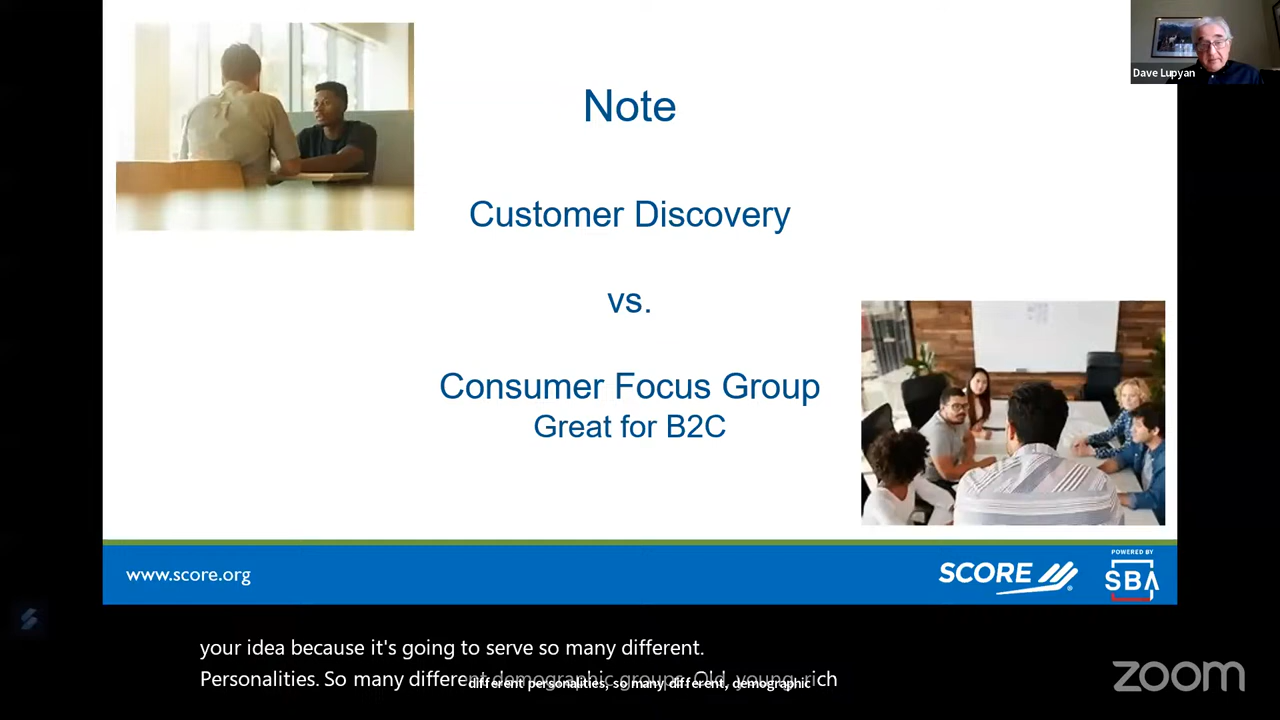 Dave Lupyan
Note
Customer Discovery
vs.
Consumer Focus Group
Great for B2C
www.score.org
SCORE
POWERED BY
SBA
your idea because it's going to serve so many different.
Personalities. So many different demographic groups. Old, young, rich
different personalities, so many different, demographic
zoom